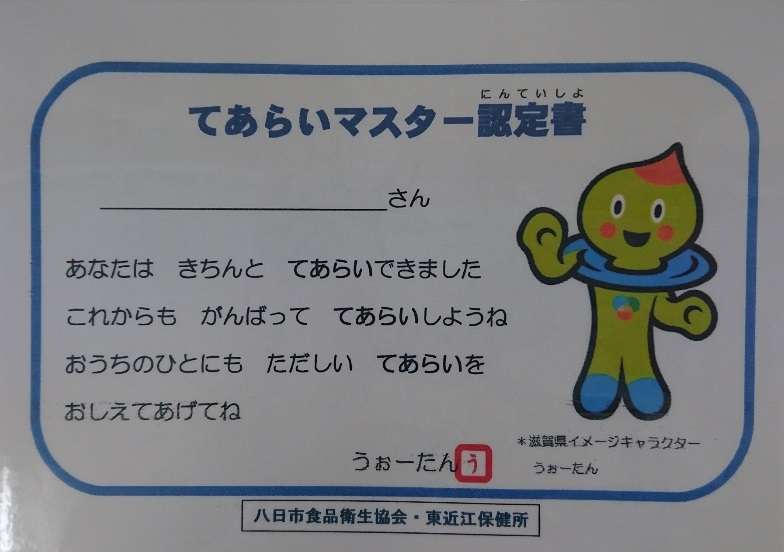 にんていしよ
てあらいマスター認定書
さん
あなたは　きちんと　てあらいできました
これからも　がんばって　てあらいしようね
おうちのひとにも　ただしい　てあらいを
おしえてあげてね
うぉーたん う
＊滋賀県イメージキャラクター
うぉーたん
八日市食品衛生協会・東近江保健所